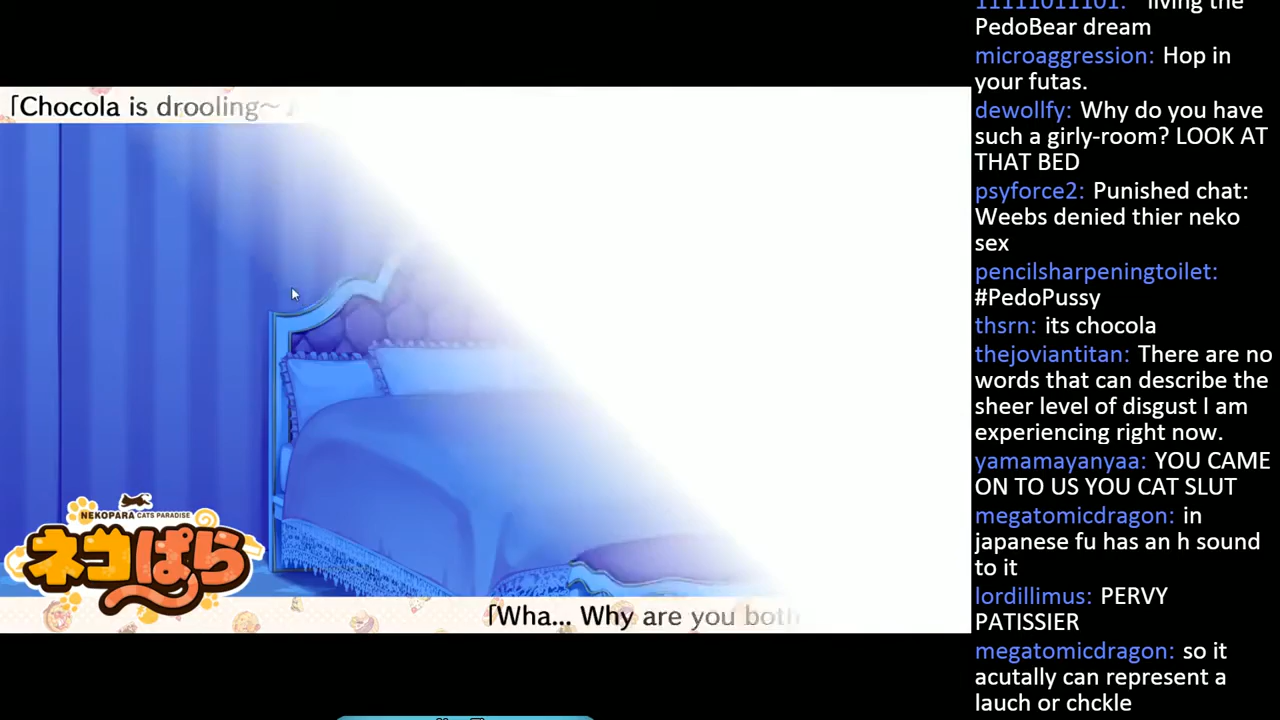 「Chocola is drooling~
NEKOPARA CATS PARADISE
ネコぱら
「Wha... Why are you both
11111011101: living the
PedoBear dream
microaggression: Hop in
your futas.
dewollfy: Why do you have
such a girly-room? LOOK AT
THAT BED
psyforce2: Punished chat:
Weebs denied thier neko
sex
pencilsharpeningtoilet:
#PedoPussy
thsrn: its chocola
thejoviantitan: There are no
words that can describe the
sheer level of disgust I am
experiencing right now.
yamamayanyaa: YOU CAME
ON TO US YOU CAT SLUT
megatomicdragon: in
japanese fu has an h sound
to it
lordillimus: PERVY
PATISSIER
megatomicdragon: so it
acutally can represent a
lauch or chckle